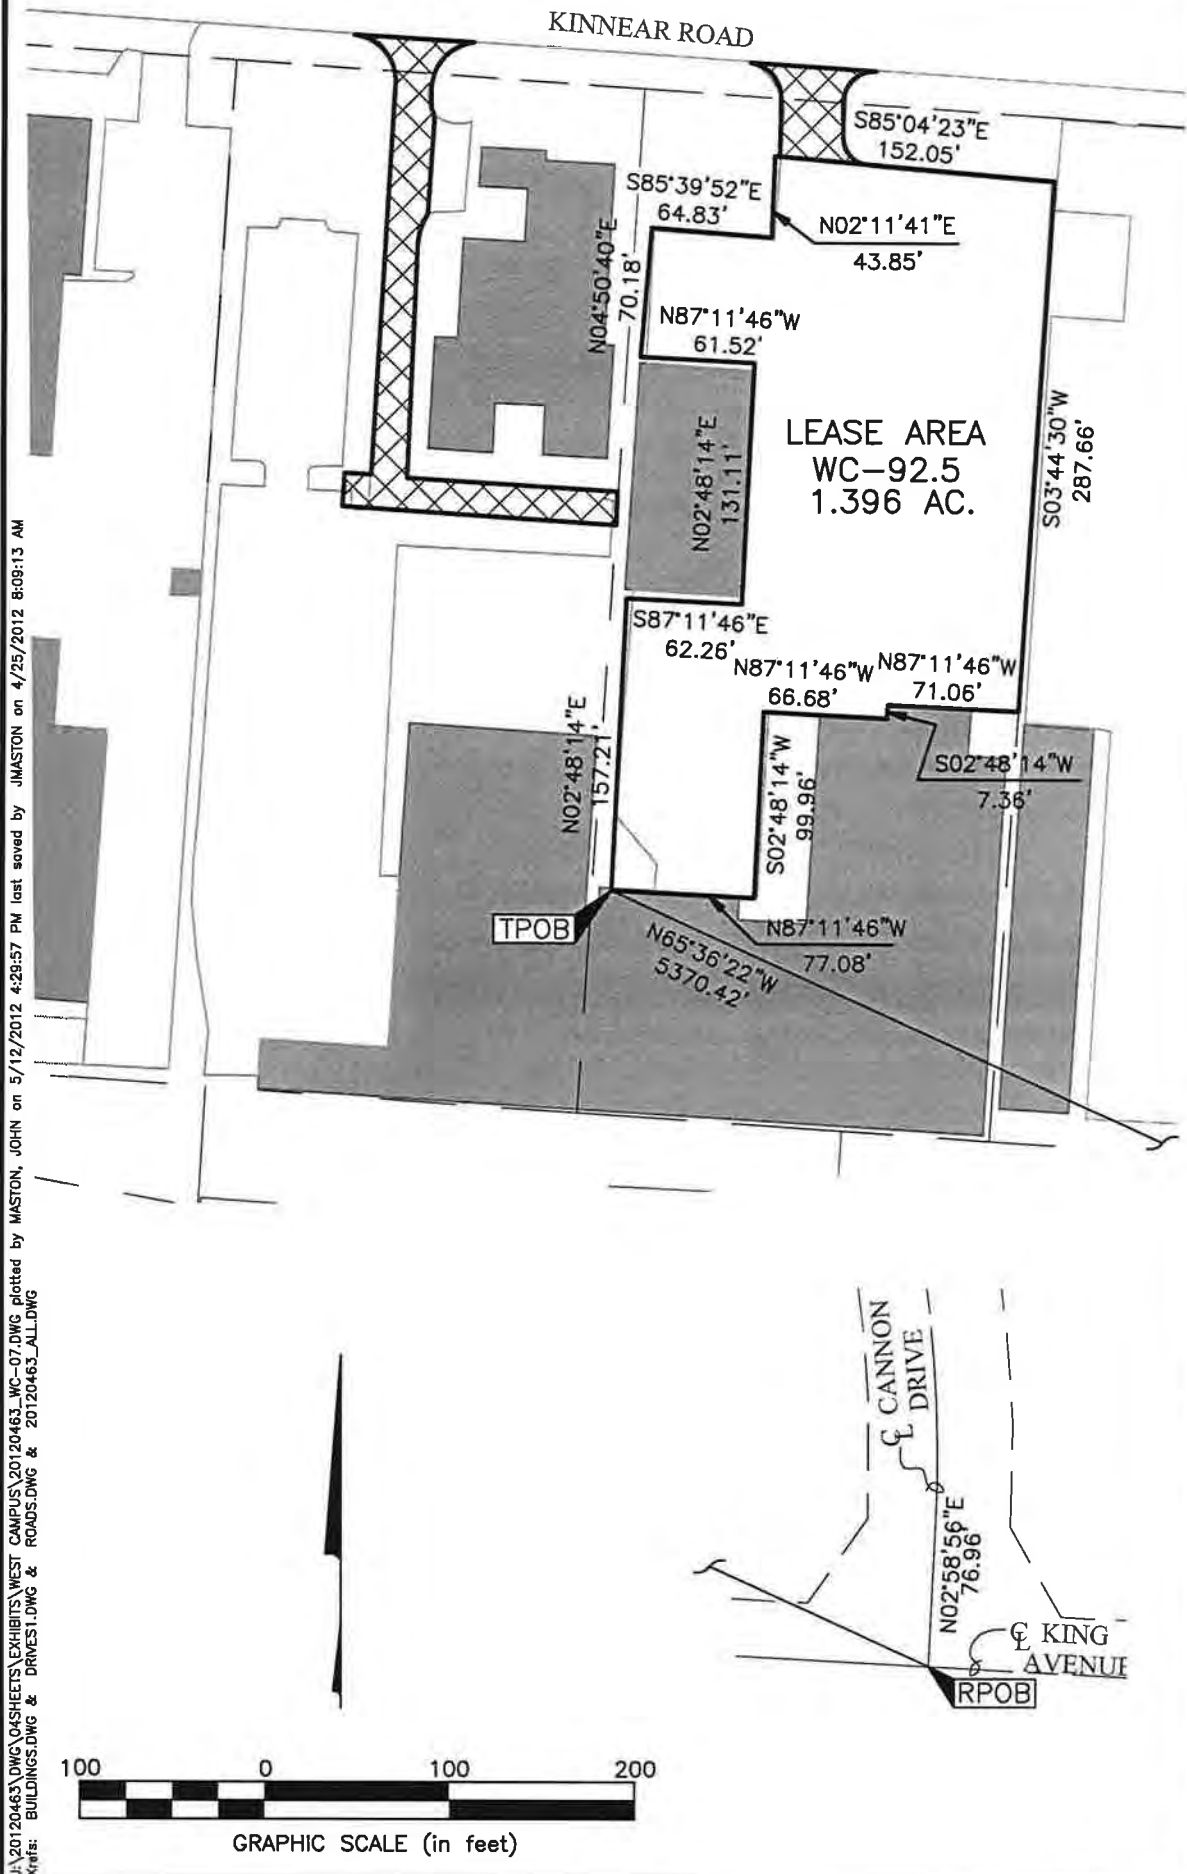 KINNEAR ROAD
S85°04'23"E
152.05'
S85°39'52"E
64.83'
N02°11'41"E
43.85'
N04°50'40"E
70.18'
N87°11'46"W
61.52'
LEASE AREA
WC-92.5
1.396 AC.
N02°48'14"E
131.11'
S03°44'30"W
287.66'
S87°11'46"E
62.26'
N87°11'46"W
66.68'
N87°11'46"W
71.06'
N02°48'14"E
157.21'
S02°48'14"W
99.96'
S02°48'14"W
7.36'
TPOB
N87°11'46"W
77.08'
N65°36'22"W
5370.42'
℄ CANNON
DRIVE
N02°58'56"E
76.96'
℄ KING
AVENUE
RPOB
100 0 100 200
GRAPHIC SCALE (in feet)
J:\20120463\DWG\04SHEETS\EXHIBITS\WEST CAMPUS\20120463_WC-07.DWG plotted by MASTON, JOHN on 5/12/2012 4:29:57 PM last saved by JMASTON on 4/25/2012 8:09:13 AM
Xrefs: BUILDINGS.DWG & DRIVES1.DWG & ROADS.DWG & 20120463_ALL.DWG